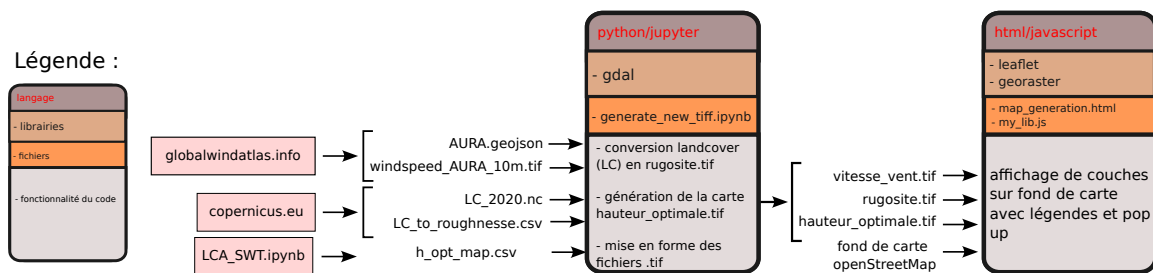 Légende :
langage
- librairies
- fichiers
- fonctionalité du code
globalwindatlas.info
copernicus.eu
LCA_SWT.ipynb
AURA.geojson
windspeed_AURA_10m.tif
LC_2020.nc
LC_to_roughnesse.csv
h_opt_map.csv
python/jupyter
- gdal
- generate_new_tiff.ipynb
- conversion landcover
(LC) en rugosite.tif
- génération de la carte
hauteur_optimale.tif
- mise en forme des
fichiers .tif
vitesse_vent.tif
rugosite.tif
hauteur_optimale.tif
fond de carte
openStreetMap
html/javascript
- leaflet
- georaster
- map_generation.html
- my_lib.js
affichage de couches
sur fond de carte
avec légendes et pop
up